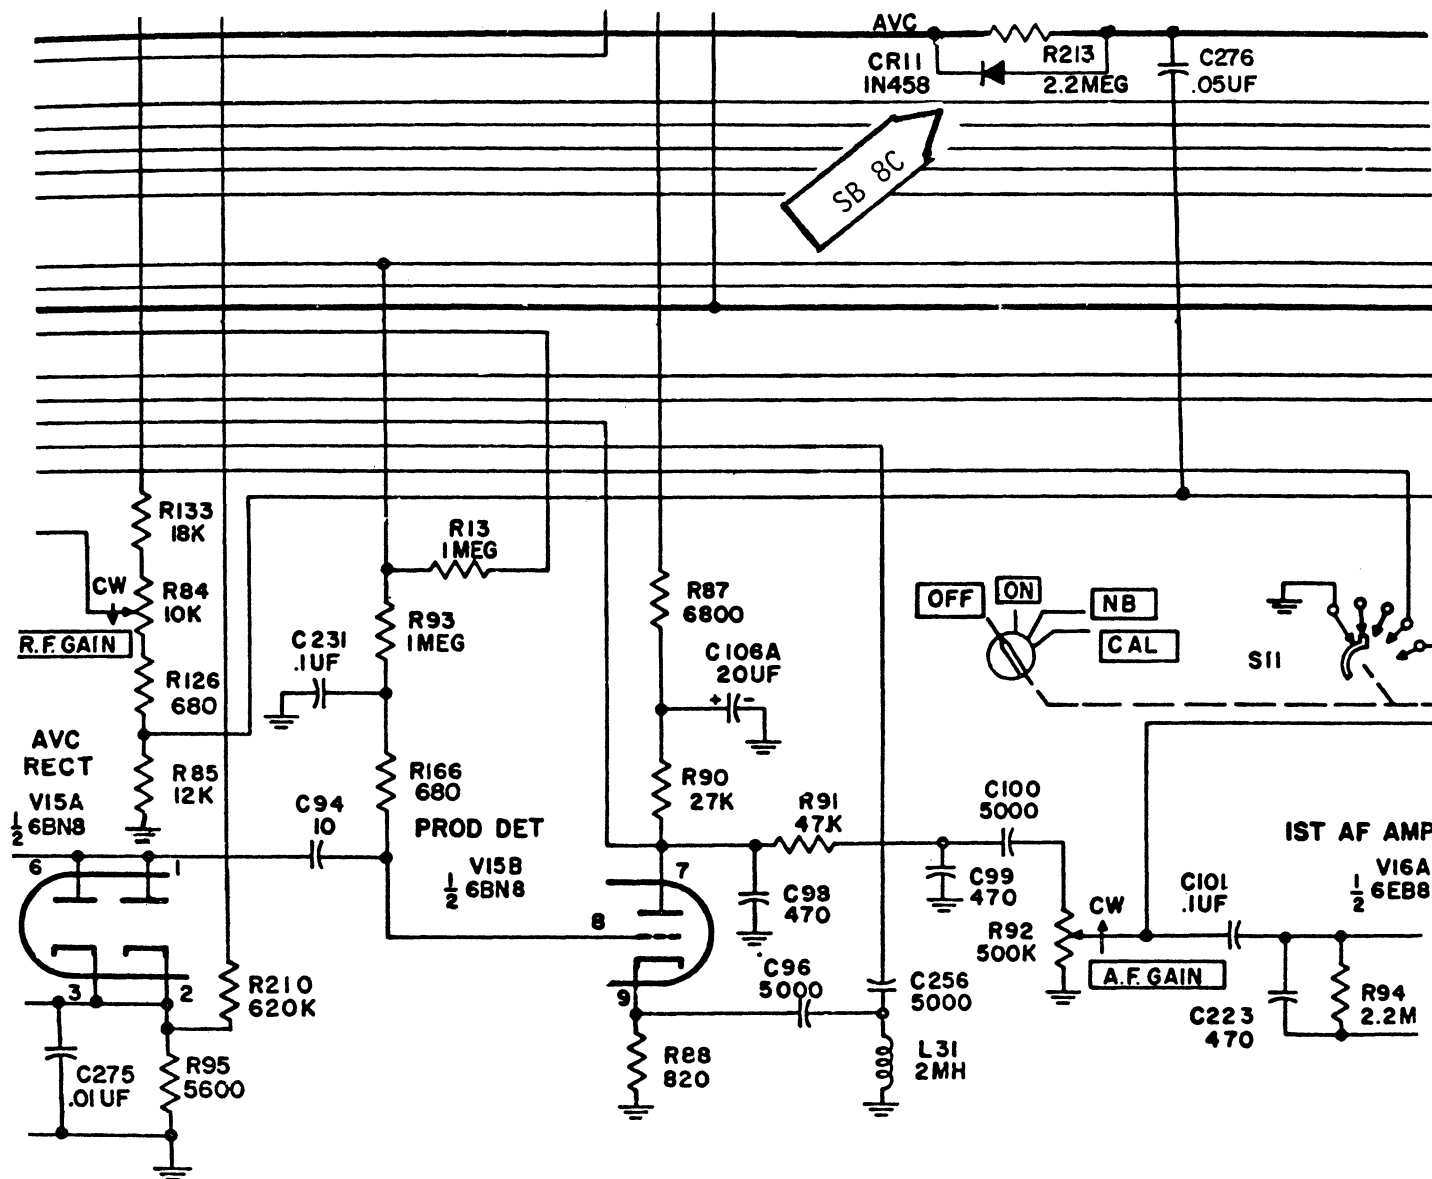 AVC
CR11
1N458
R213
2.2MEG
C276
.05UF
SB 8C
R133
18K
R13
1MEG
CW
R84
10K
R.F. GAIN
R93
1MEG
C231
.1UF
R87
6800
OFF
ON
NB
CAL
S11
R126
680
C106A
20UF
+ -
AVC
RECT
R85
12K
V15A
1/2 6BN8
R166
680
C94
10
PROD DET
V15B
1/2 6BN8
R90
27K
R91
47K
C100
5000
1ST AF AMP
V16A
1/2 6EB8
6
1
7
8
9
C98
470
C99
470
R92
500K
CW
A.F. GAIN
C101
.1UF
3
2
R210
620K
C96
5000
C256
5000
C223
470
R94
2.2M
C275
.01UF
R95
5600
R88
820
L31
2MH